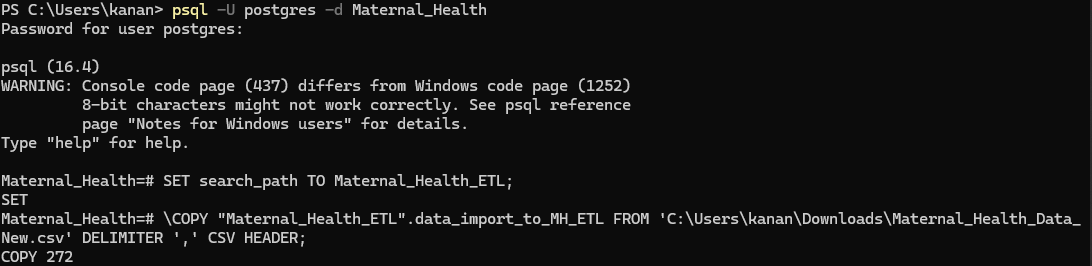 PS C:\Users\kanan> psql -U postgres -d Maternal_Health
Password for user postgres:
psql (16.4)
WARNING: Console code page (437) differs from Windows code page (1252)
         8-bit characters might not work correctly. See psql reference
         page "Notes for Windows users" for details.
Type "help" for help.
Maternal_Health=# SET search_path TO Maternal_Health_ETL;
SET
Maternal_Health=# \COPY "Maternal_Health_ETL".data_import_to_MH_ETL FROM 'C:\Users\kanan\Downloads\Maternal_Health_Data_
New.csv' DELIMITER ',' CSV HEADER;
COPY 272